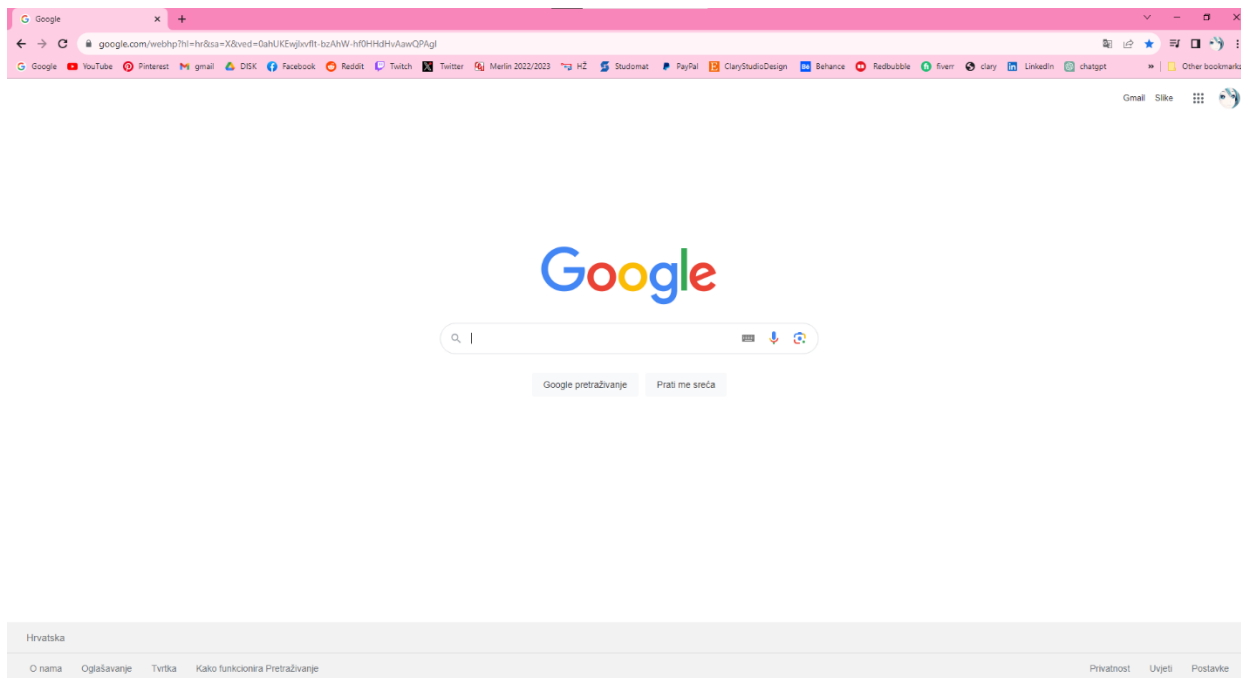 Google
google.com/webhp?hl=hr&sa=X&ved=0ahUKEwjlxvflt-bzAhW-hf0HHdHvAawQPAgI
Google YouTube Pinterest gmail DISK Facebook Reddit Twitch Twitter Merlin 2022/2023 HŽ Studomat PayPal ClaryStudioDesign Behance Redbubble fiverr clary LinkedIn chatgpt » Other bookmarks
Gmail Slike
Google
Google pretraživanje Prati me sreća
Hrvatska
O nama Oglašavanje Tvrtka Kako funkcionira Pretraživanje Privatnost Uvjeti Postavke